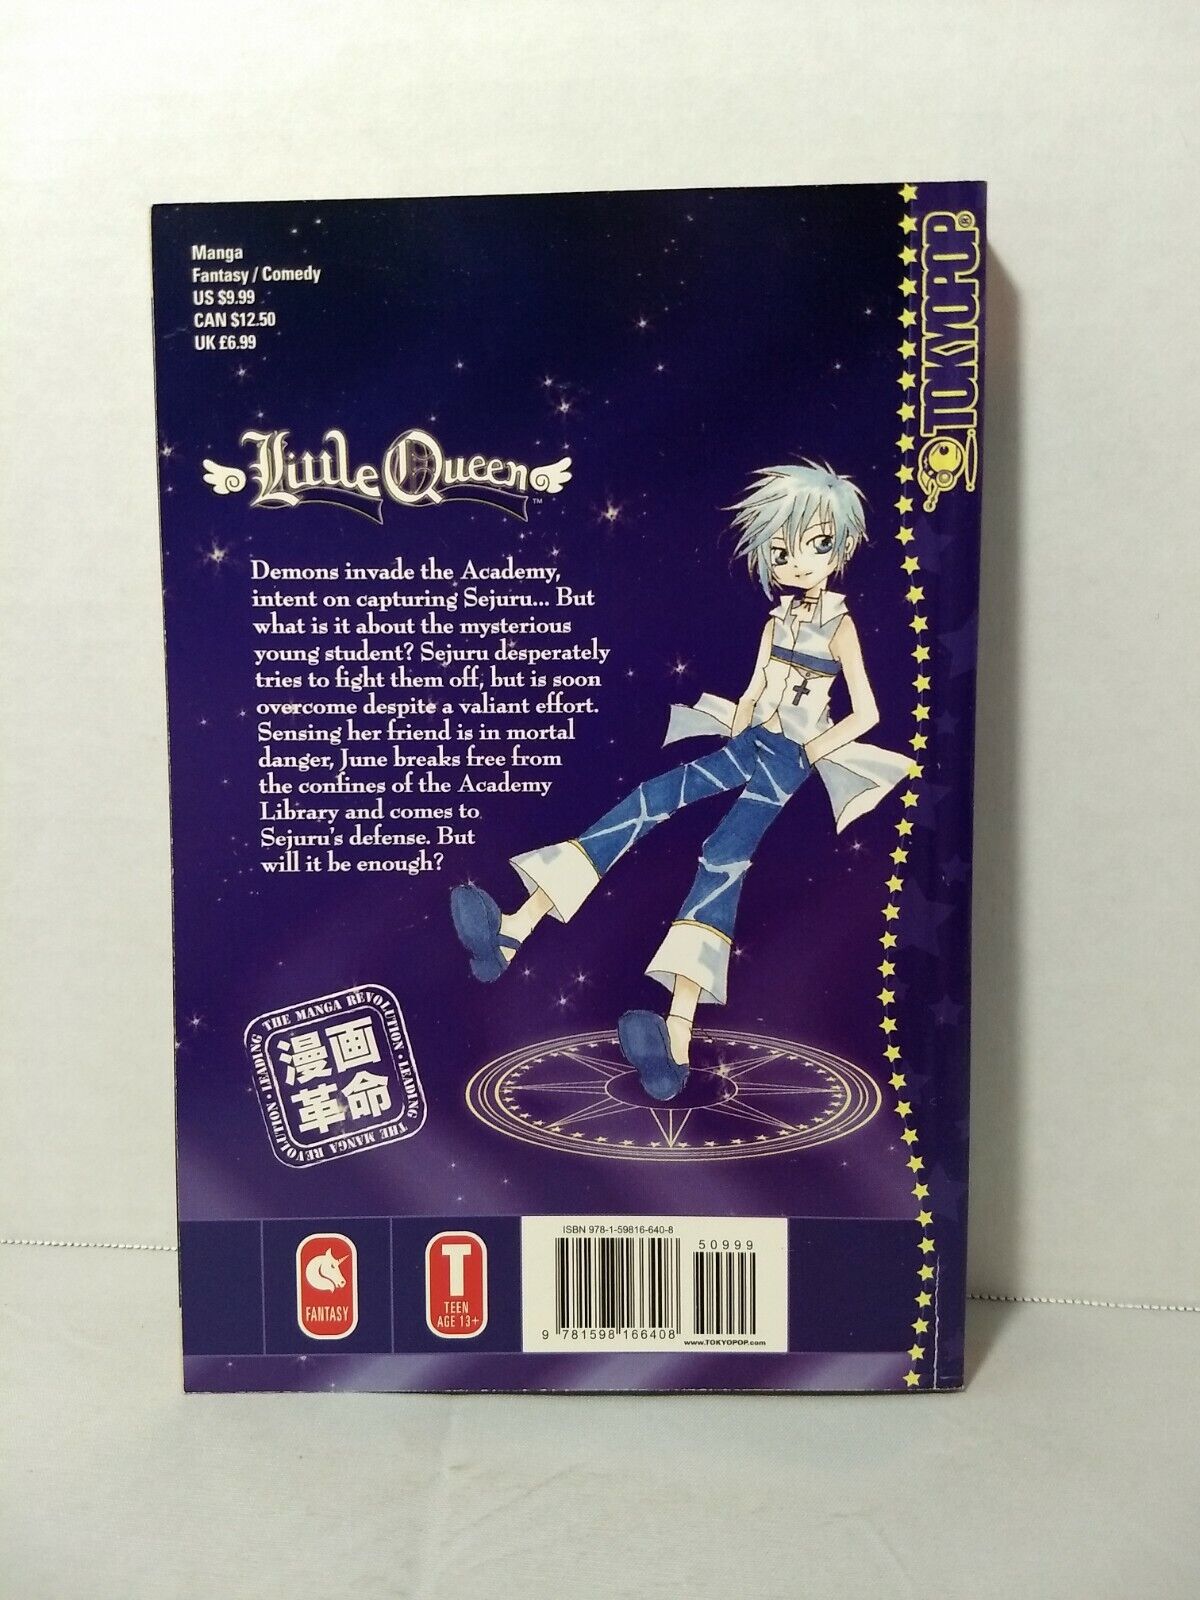 Manga
Fantasy / Comedy
US $9.99
CAN $12.50
UK £6.99
TOKYOPOP®
Little Queen™
Demons invade the Academy,
intent on capturing Sejuru... But
what is it about the mysterious
young student? Sejuru desperately
tries to fight them off, but is soon
overcome despite a valiant effort.
Sensing her friend is in mortal
danger, June breaks free from
the confines of the Academy
Library and comes to
Sejuru's defense. But
will it be enough?
LEADING THE MANGA REVOLUTION • LEADING THE MANGA REVOLUTION •
漫画
革命
FANTASY
T
TEEN
AGE 13+
ISBN 978-1-59816-640-8
50999
9 781598 166408
www.TOKYOPOP.com